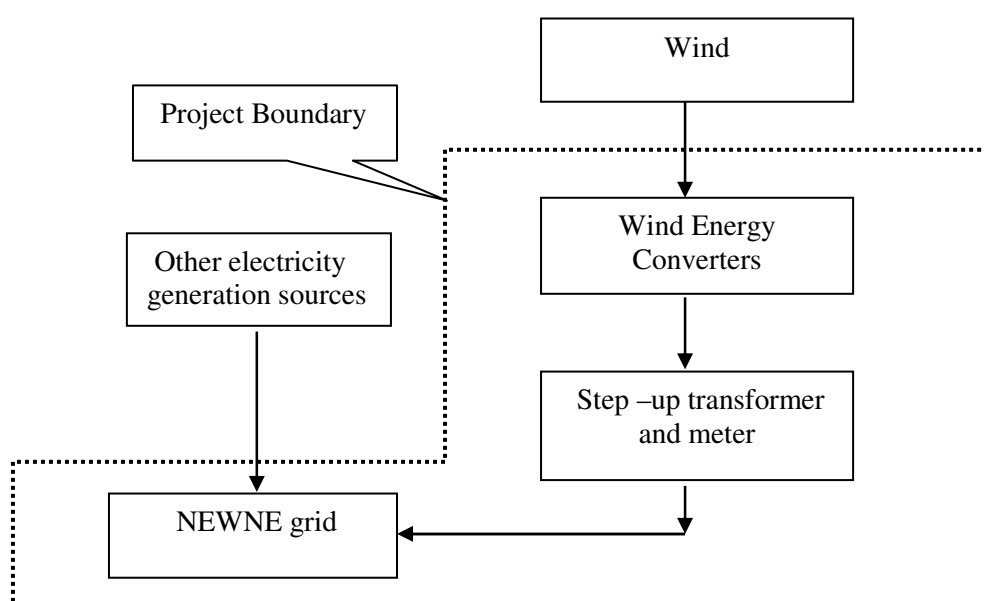 Wind
Project Boundary
Wind Energy
Converters
Other electricity
generation sources
Step –up transformer
and meter
NEWNE grid